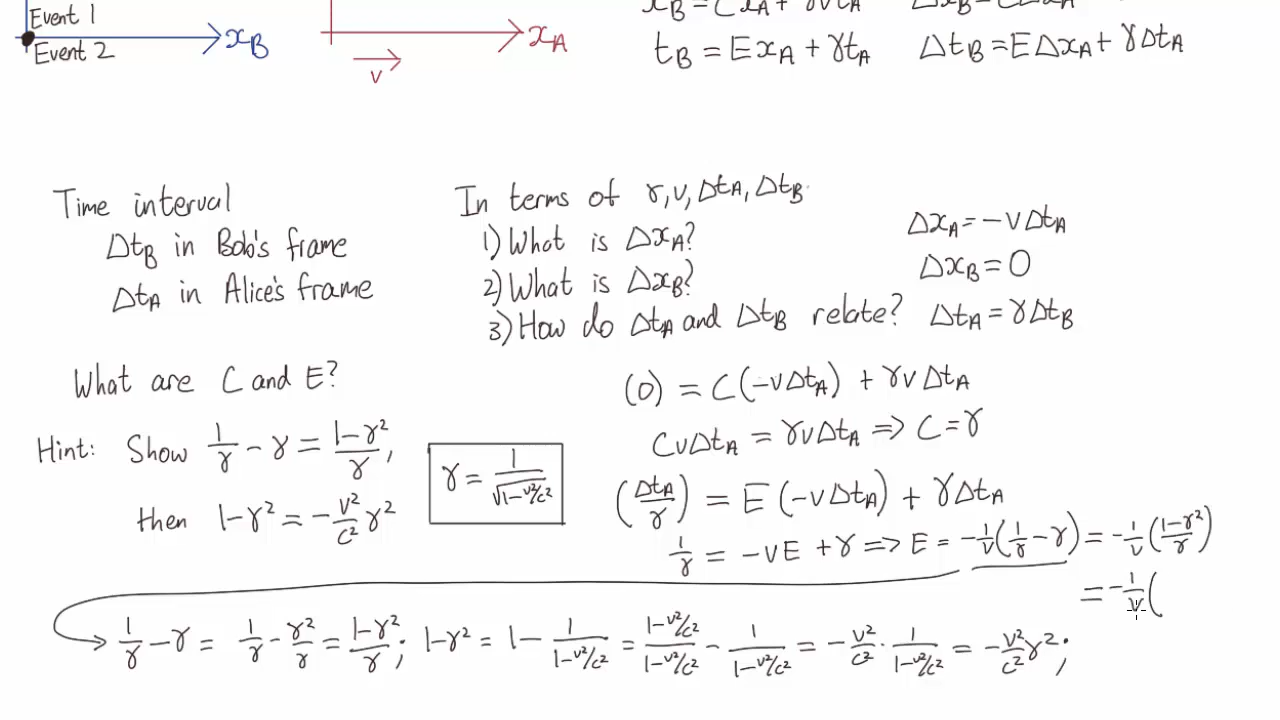 Event 1
Event 2
x_B
x_A
v
x_B = Cx_A + γvt_A
t_B = Ex_A + γt_A
Δt_B = EΔx_A + γΔt_A
Time interval
Δt_B in Bob's frame
Δt_A in Alice's frame
In terms of γ, v, Δt_A, Δt_B
1) What is Δx_A?
2) What is Δx_B?
3) How do Δt_A and Δt_B relate?
Δx_A = -vΔt_A
Δx_B = 0
Δt_A = γΔt_B
What are C and E?
Hint: Show 1/γ - γ = (1-γ²)/γ,
then 1-γ² = -v²/c² γ²
γ = 1/√(1-v²/c²)
(0) = C(-vΔt_A) + γvΔt_A
CvΔt_A = γvΔt_A ⇒ C = γ
(Δt_A/γ) = E(-vΔt_A) + γΔt_A
1/γ = -vE + γ ⇒ E = -1/v(1/γ - γ) = -1/v((1-γ²)/γ)
= -1/v(
1/γ - γ = 1/γ - γ²/γ = (1-γ²)/γ; 1-γ² = 1 - 1/(1-v²/c²) = (1-v²/c²)/(1-v²/c²) - 1/(1-v²/c²) = -v²/c² · 1/(1-v²/c²) = -v²/c² γ²;